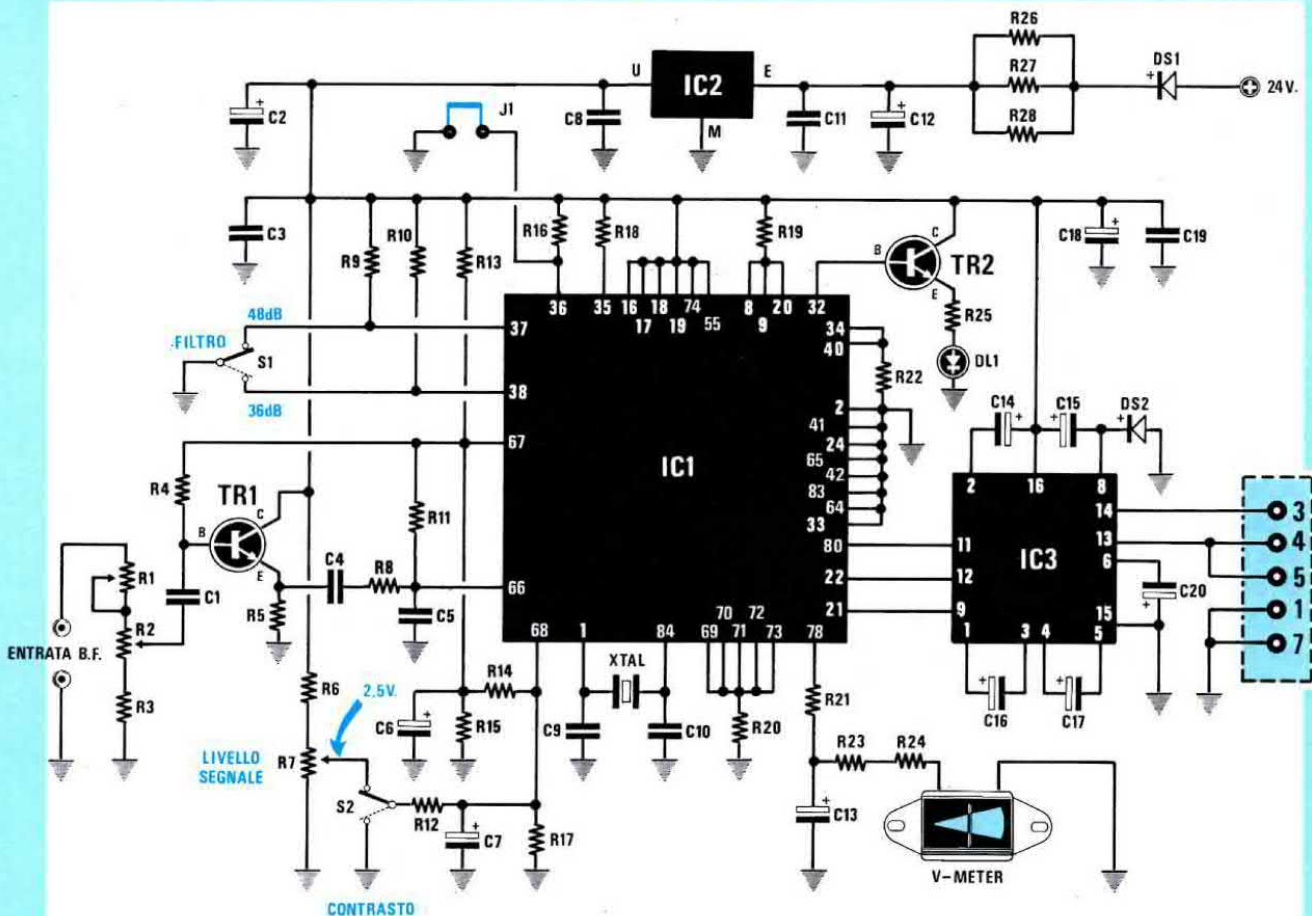 R26
R27
R28
DS1
24V.
U
IC2
E
M
C2
J1
C8
C11
C12
C3
R9
R10
R13
R16
R18
R19
B
C
E
TR2
R25
DL1
C18
C19
36
35
16
17
18
19
74
55
8
9
20
32
48dB
FILTRO
S1
36dB
37
38
67
66
68
IC1
34
40
2
41
24
65
42
83
64
33
80
22
21
78
R22
C14
C15
DS2
2
16
8
14
13
6
15
5
4
3
1
9
12
11
IC3
C20
C16
C17
3
4
5
1
7
R4
TR1
B
C
E
R11
R1
R2
R3
C1
R5
C4
R8
C5
ENTRATA B.F.
1
84
XTAL
C9
C10
69
70
71
72
73
R20
R21
R23
R24
C13
V-METER
R6
2,5V.
R7
LIVELLO
SEGNALE
S2
C6
R14
R15
R12
C7
R17
CONTRASTO